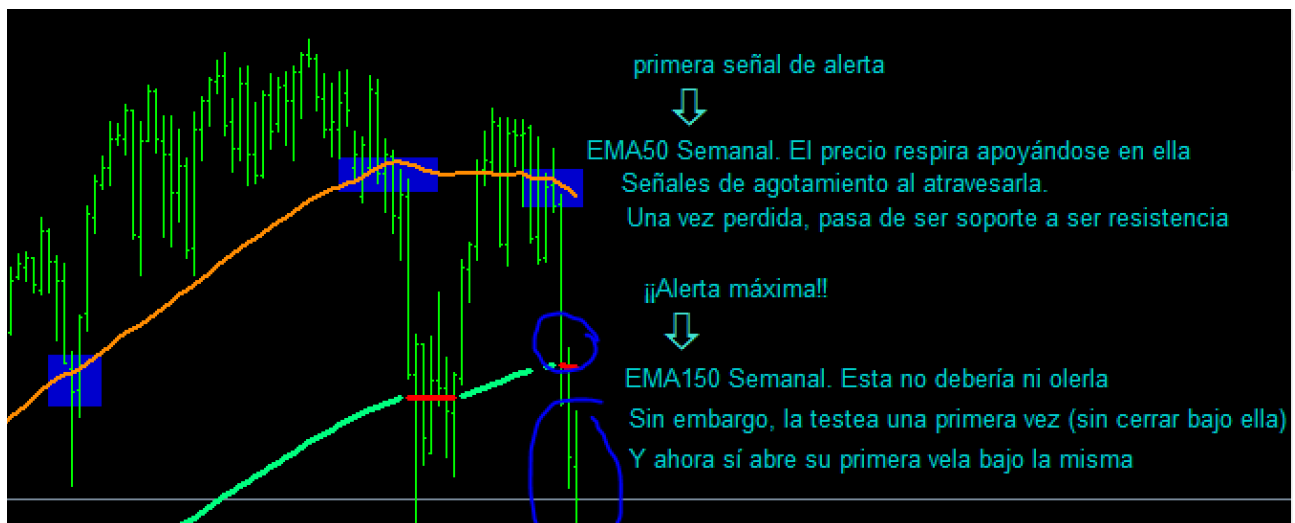 primera señal de alerta
EMA50 Semanal. El precio respira apoyándose en ella
Señales de agotamiento al atravesarla.
Una vez perdida, pasa de ser soporte a ser resistencia
¡¡Alerta máxima!!
EMA150 Semanal. Esta no debería ni olerla
Sin embargo, la testea una primera vez (sin cerrar bajo ella)
Y ahora sí abre su primera vela bajo la misma